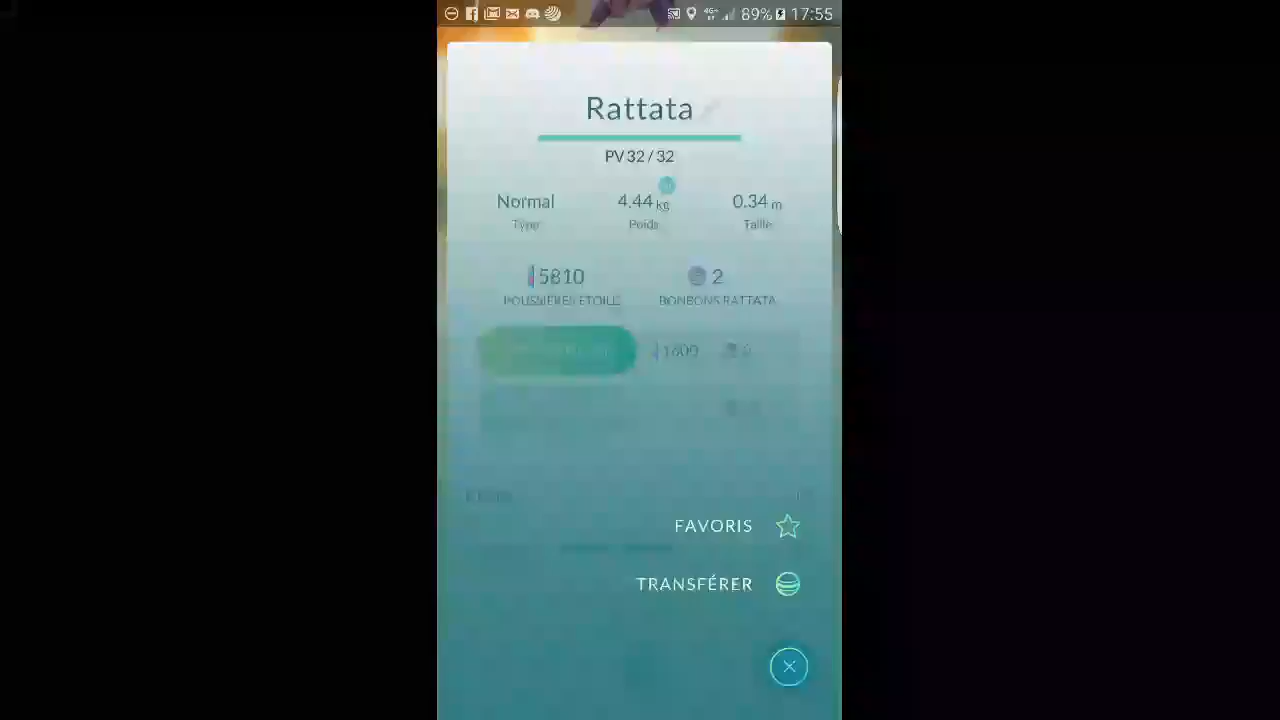 4G+ 89% 17:55
Rattata
PV 32 / 32
Normal 4.44 kg 0.34 m
Type Poids Taille
5810 2
POUSSIÈRES ÉTOILE BONBONS RATTATA
1600
FAVORIS
TRANSFÉRER